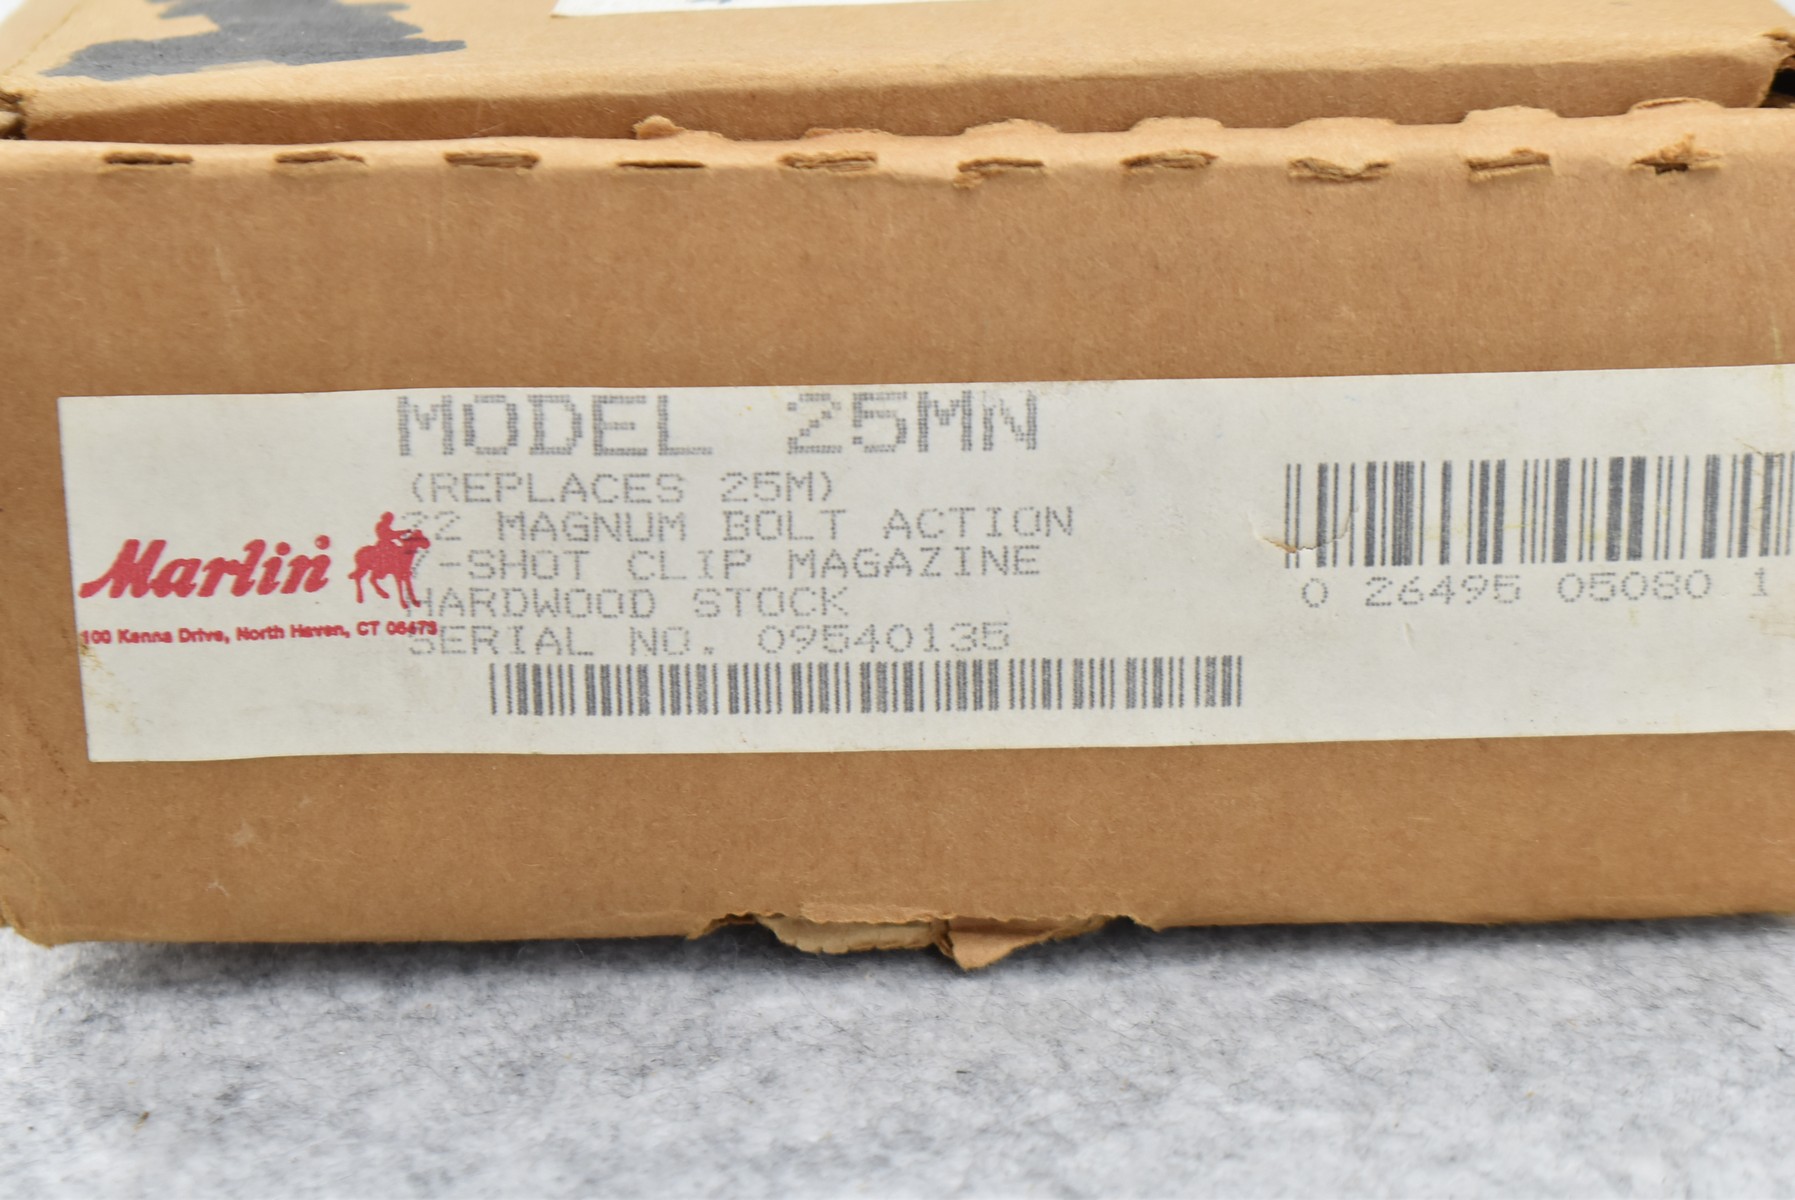 MODEL 25MN
(REPLACES 25M)
22 MAGNUM BOLT ACTION
7-SHOT CLIP MAGAZINE
HARDWOOD STOCK
SERIAL NO. 09540135
Marlin
100 Kenna Drive, North Haven, CT 06473
0 26495 05080 1